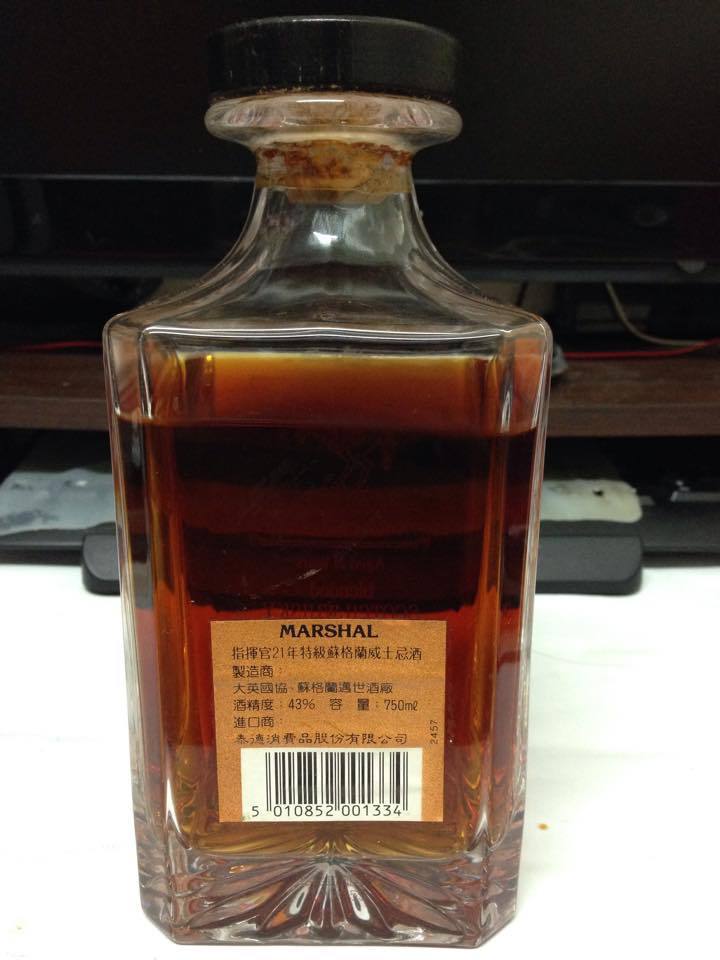 MARSHAL
指揮官21年特級蘇格蘭威士忌酒
製造商：
大英國協、蘇格蘭邁世酒廠
酒精度：43% 容 量：750mℓ
進口商：
泰德消費品股份有限公司
2457
5 010852 001334